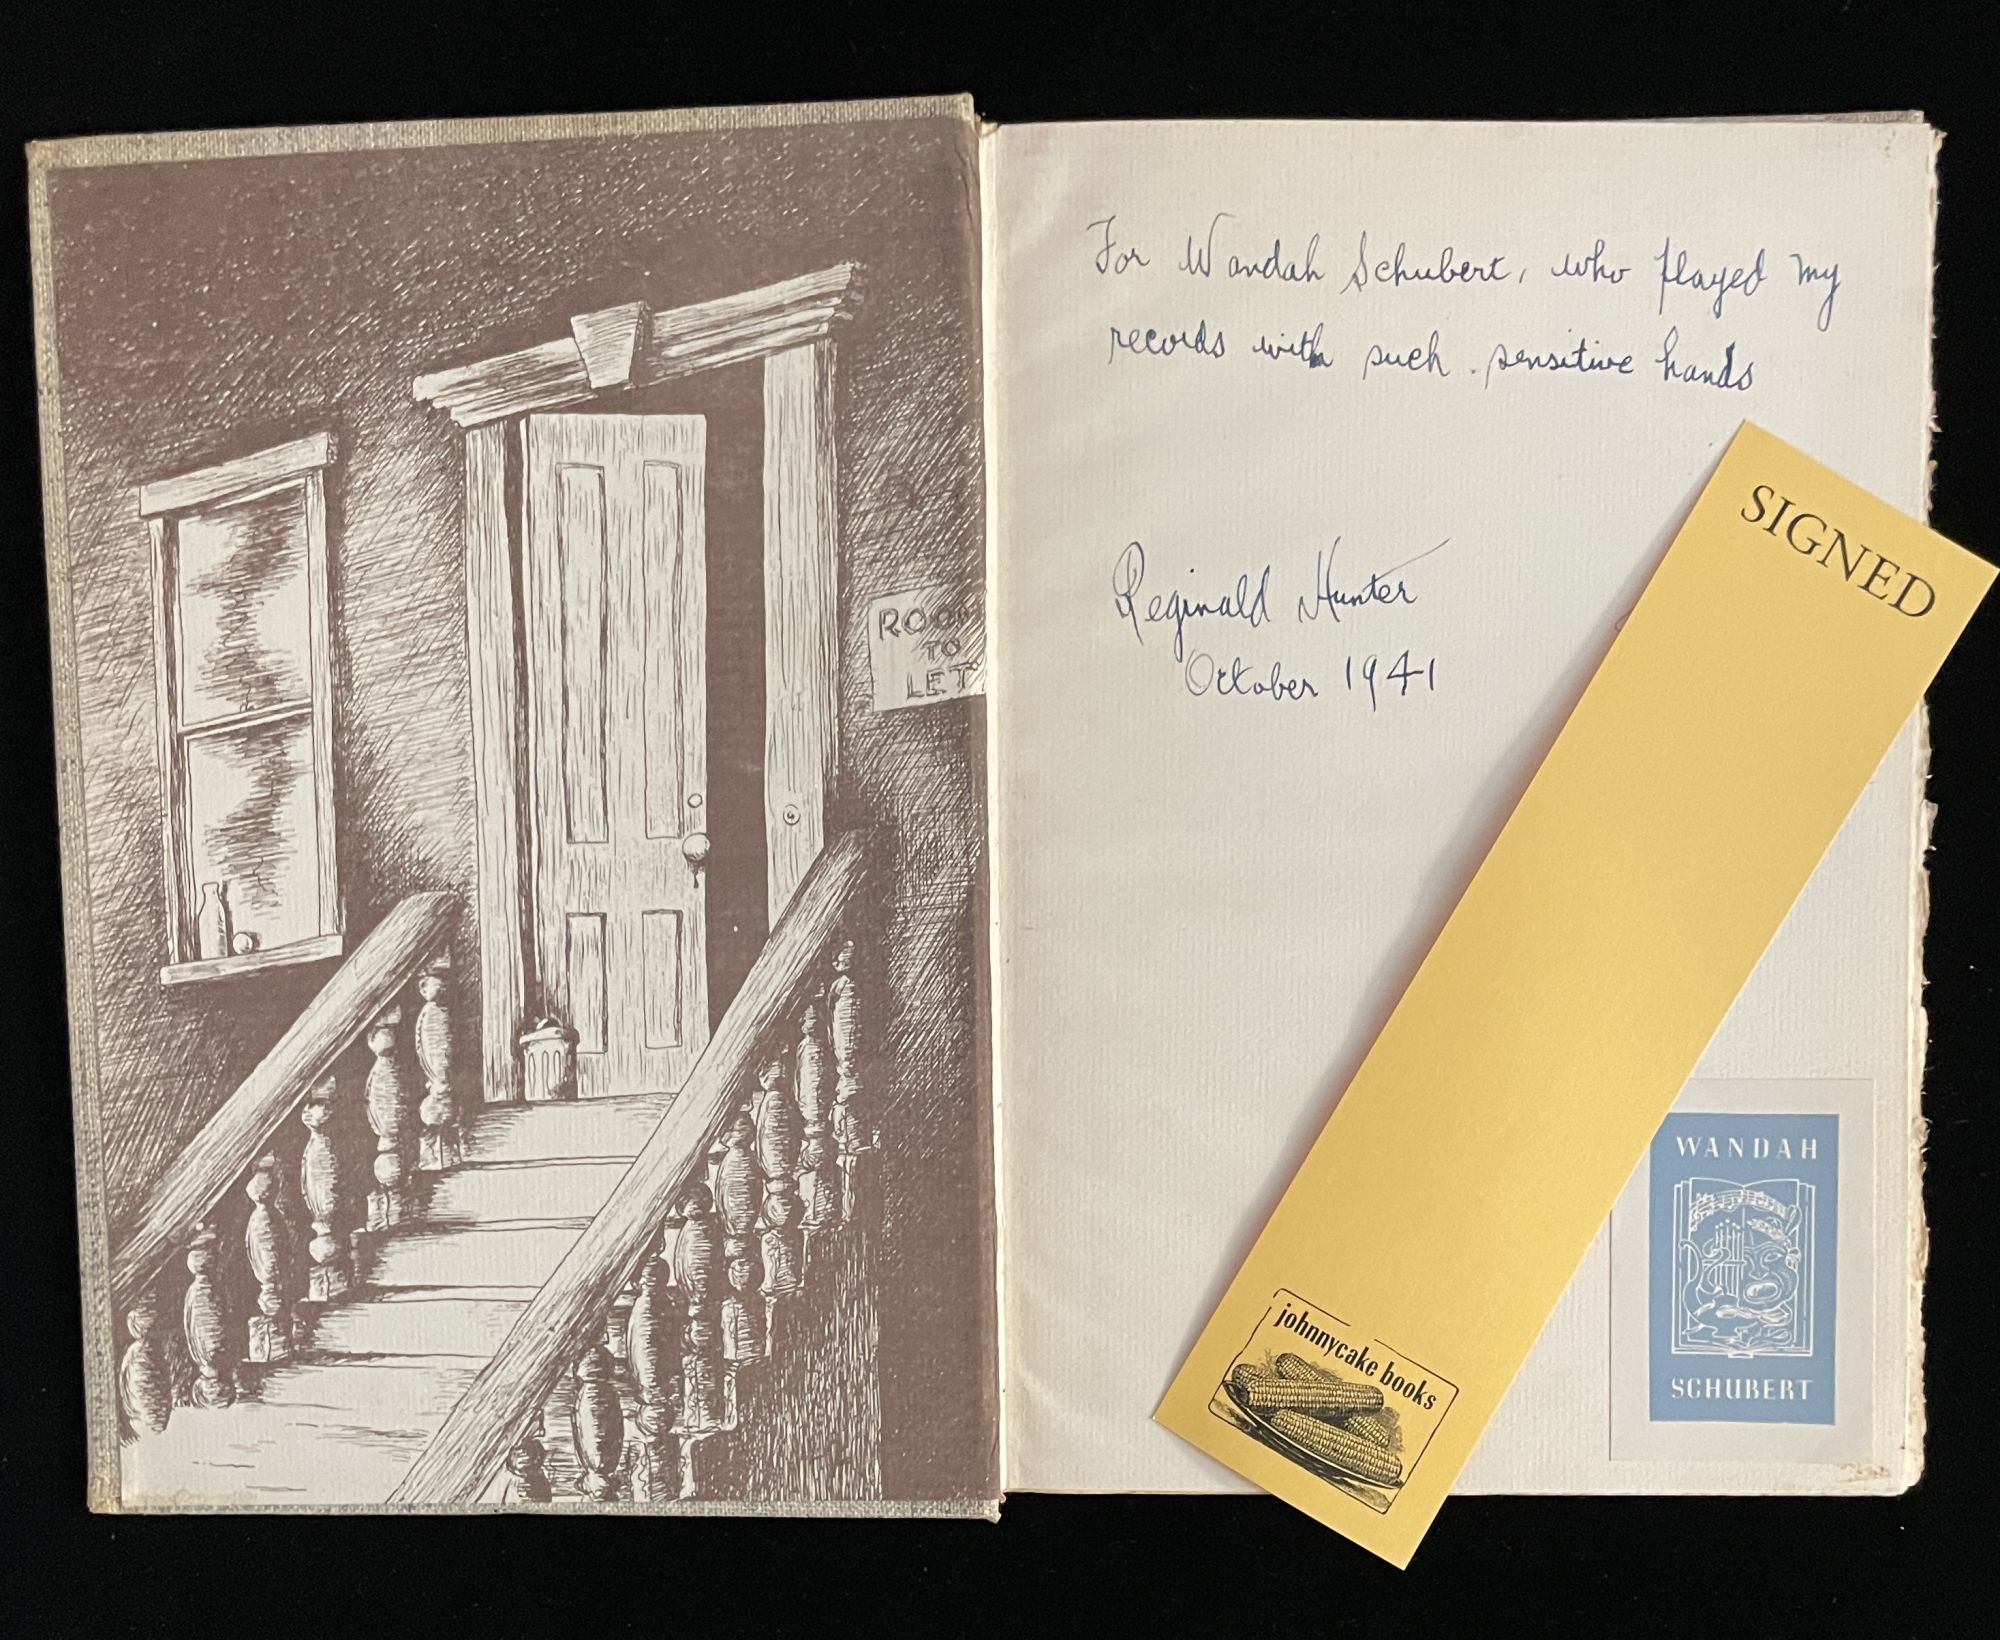 ROO
TO
LET
For Wandah Schubert, who played my
records with such sensitive hands
Reginald Hunter
October 1941
SIGNED
johnnycake books
WANDAH
SCHUBERT